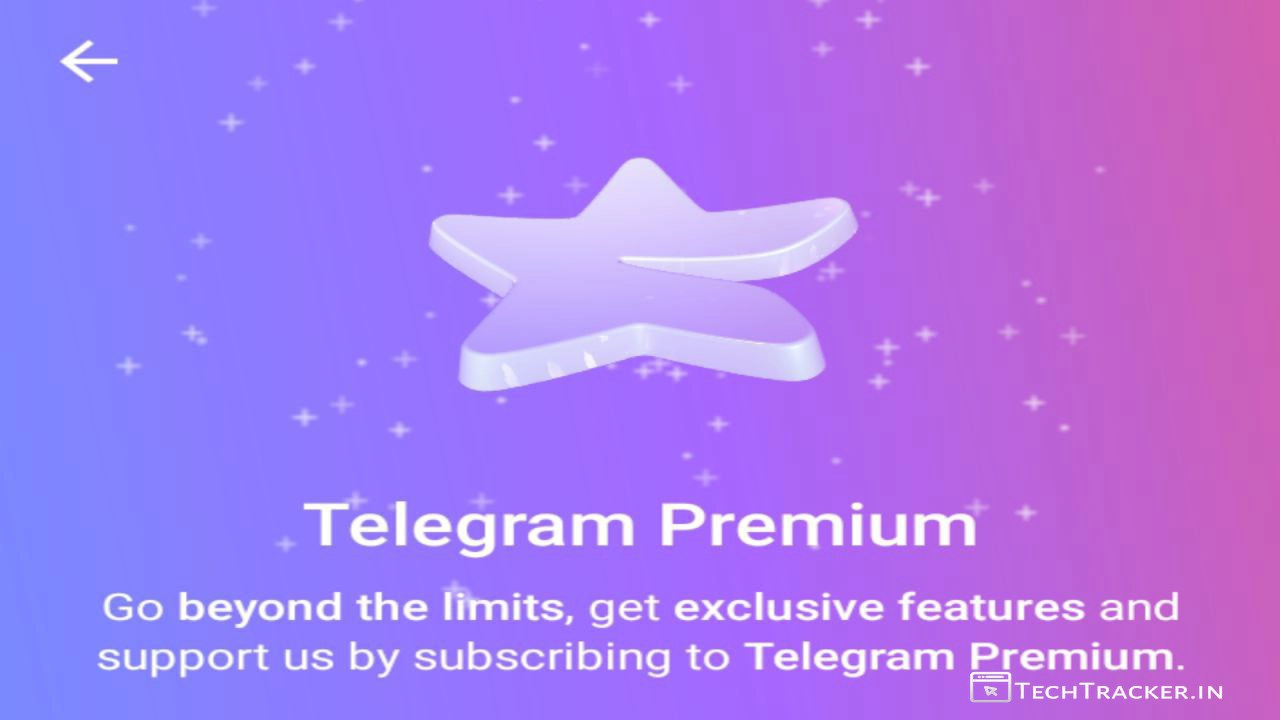 Telegram Premium
Go beyond the limits, get exclusive features and
support us by subscribing to Telegram Premium.
TECHTRACKER.IN